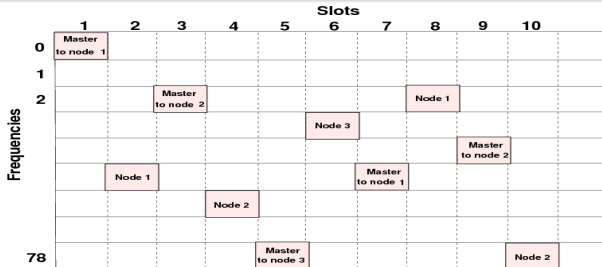 Slots
1 2 3 4 5 6 7 8 9 10
Frequencies
0
Master
to node 1
1
2
Master
to node 2
Node 1
Node 3
Master
to node 2
Node 1
Master
to node 1
Node 2
78
Master
to node 3
Node 2